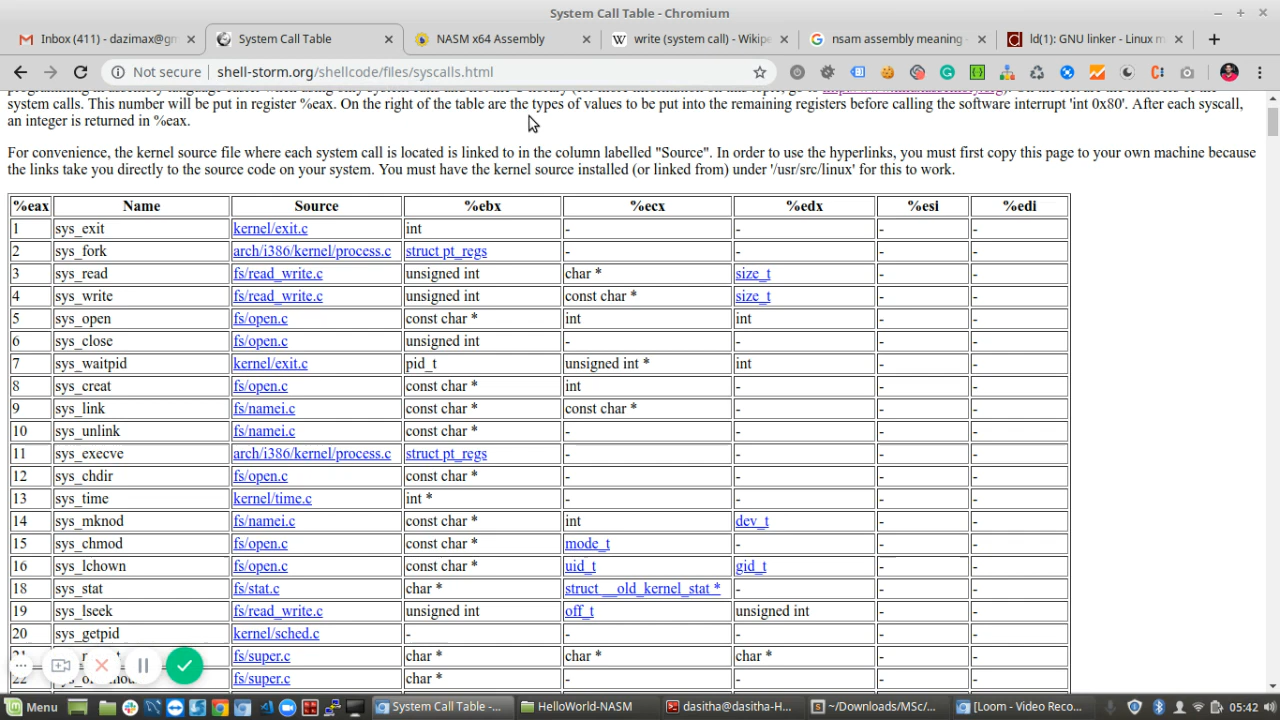 System Call Table - Chromium
Inbox (411) - dazimax@gm
System Call Table
NASM x64 Assembly
write (system call) - Wikipe
nsam assembly meaning -
ld(1): GNU linker - Linux m
Not secure shell-storm.org/shellcode/files/syscalls.html
system calls. This number will be put in register %eax. On the right of the table are the types of values to be put into the remaining registers before calling the software interrupt 'int 0x80'. After each syscall,
an integer is returned in %eax.
For convenience, the kernel source file where each system call is located is linked to in the column labelled "Source". In order to use the hyperlinks, you must first copy this page to your own machine because
the links take you directly to the source code on your system. You must have the kernel source installed (or linked from) under '/usr/src/linux' for this to work.
%eax Name Source %ebx %ecx %edx %esi %edi
1 sys_exit kernel/exit.c int - - - -
2 sys_fork arch/i386/kernel/process.c struct pt_regs - - - -
3 sys_read fs/read_write.c unsigned int char * size_t - -
4 sys_write fs/read_write.c unsigned int const char * size_t - -
5 sys_open fs/open.c const char * int int - -
6 sys_close fs/open.c unsigned int - - - -
7 sys_waitpid kernel/exit.c pid_t unsigned int * int - -
8 sys_creat fs/open.c const char * int - - -
9 sys_link fs/namei.c const char * const char * - - -
10 sys_unlink fs/namei.c const char * - - - -
11 sys_execve arch/i386/kernel/process.c struct pt_regs - - - -
12 sys_chdir fs/open.c const char * - - - -
13 sys_time kernel/time.c int * - - - -
14 sys_mknod fs/namei.c const char * int dev_t - -
15 sys_chmod fs/open.c const char * mode_t - - -
16 sys_lchown fs/open.c const char * uid_t gid_t - -
18 sys_stat fs/stat.c char * struct __old_kernel_stat * - - -
19 sys_lseek fs/read_write.c unsigned int off_t unsigned int - -
20 sys_getpid kernel/sched.c - - - - -
21 fs/super.c char * char * char * - -
22 fs/super.c char * - - - -
Menu
System Call Table -...
HelloWorld-NASM
dasitha@dasitha-H...
~/Downloads/MSc/...
[Loom - Video Reco...
05:42